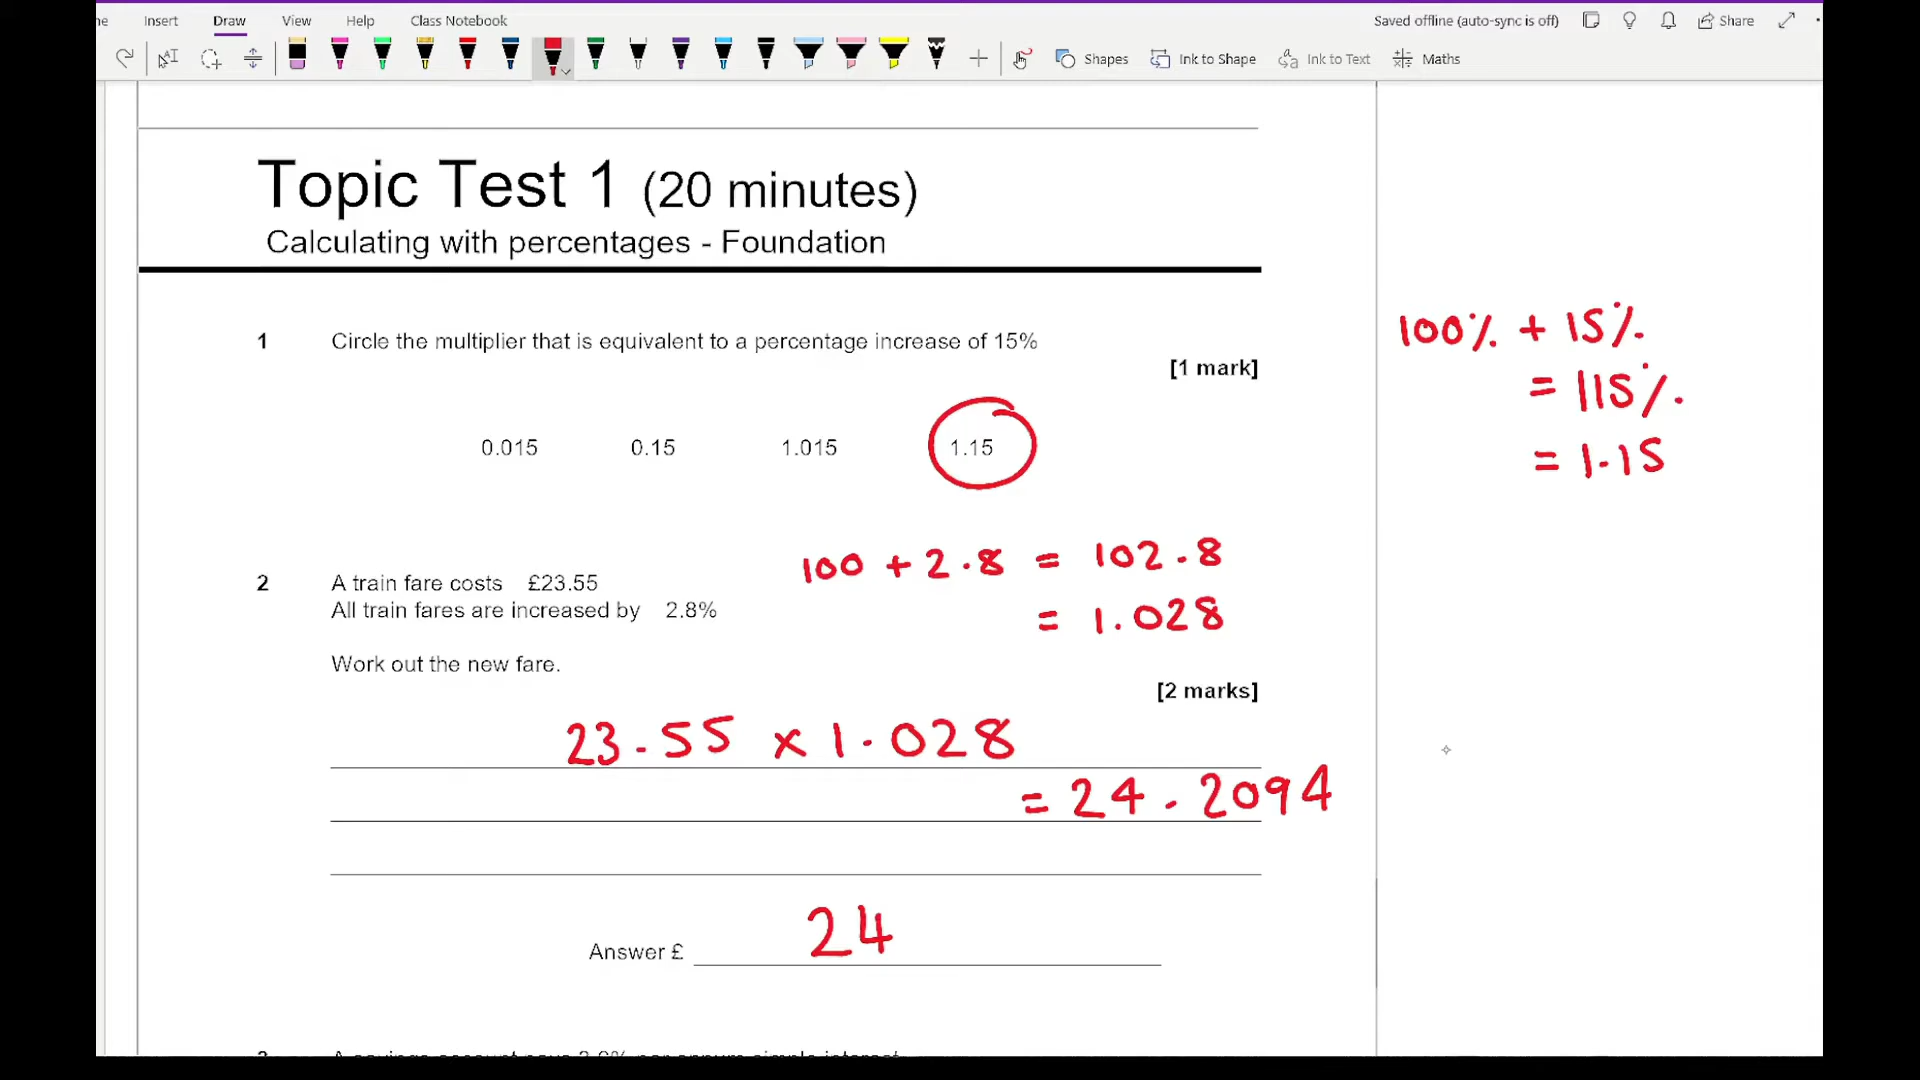 Insert Draw View Help Class Notebook Saved offline (auto-sync is off) Share
Shapes Ink to Shape Ink to Text Maths
Topic Test 1 (20 minutes)
Calculating with percentages - Foundation
1 Circle the multiplier that is equivalent to a percentage increase of 15%
[1 mark]
0.015 0.15 1.015 1.15
100% + 15%
= 115%
= 1.15
2 A train fare costs £23.55
All train fares are increased by 2.8%
100 + 2.8 = 102.8
= 1.028
Work out the new fare.
[2 marks]
23.55 x 1.028
= 24.2094
Answer £ 24